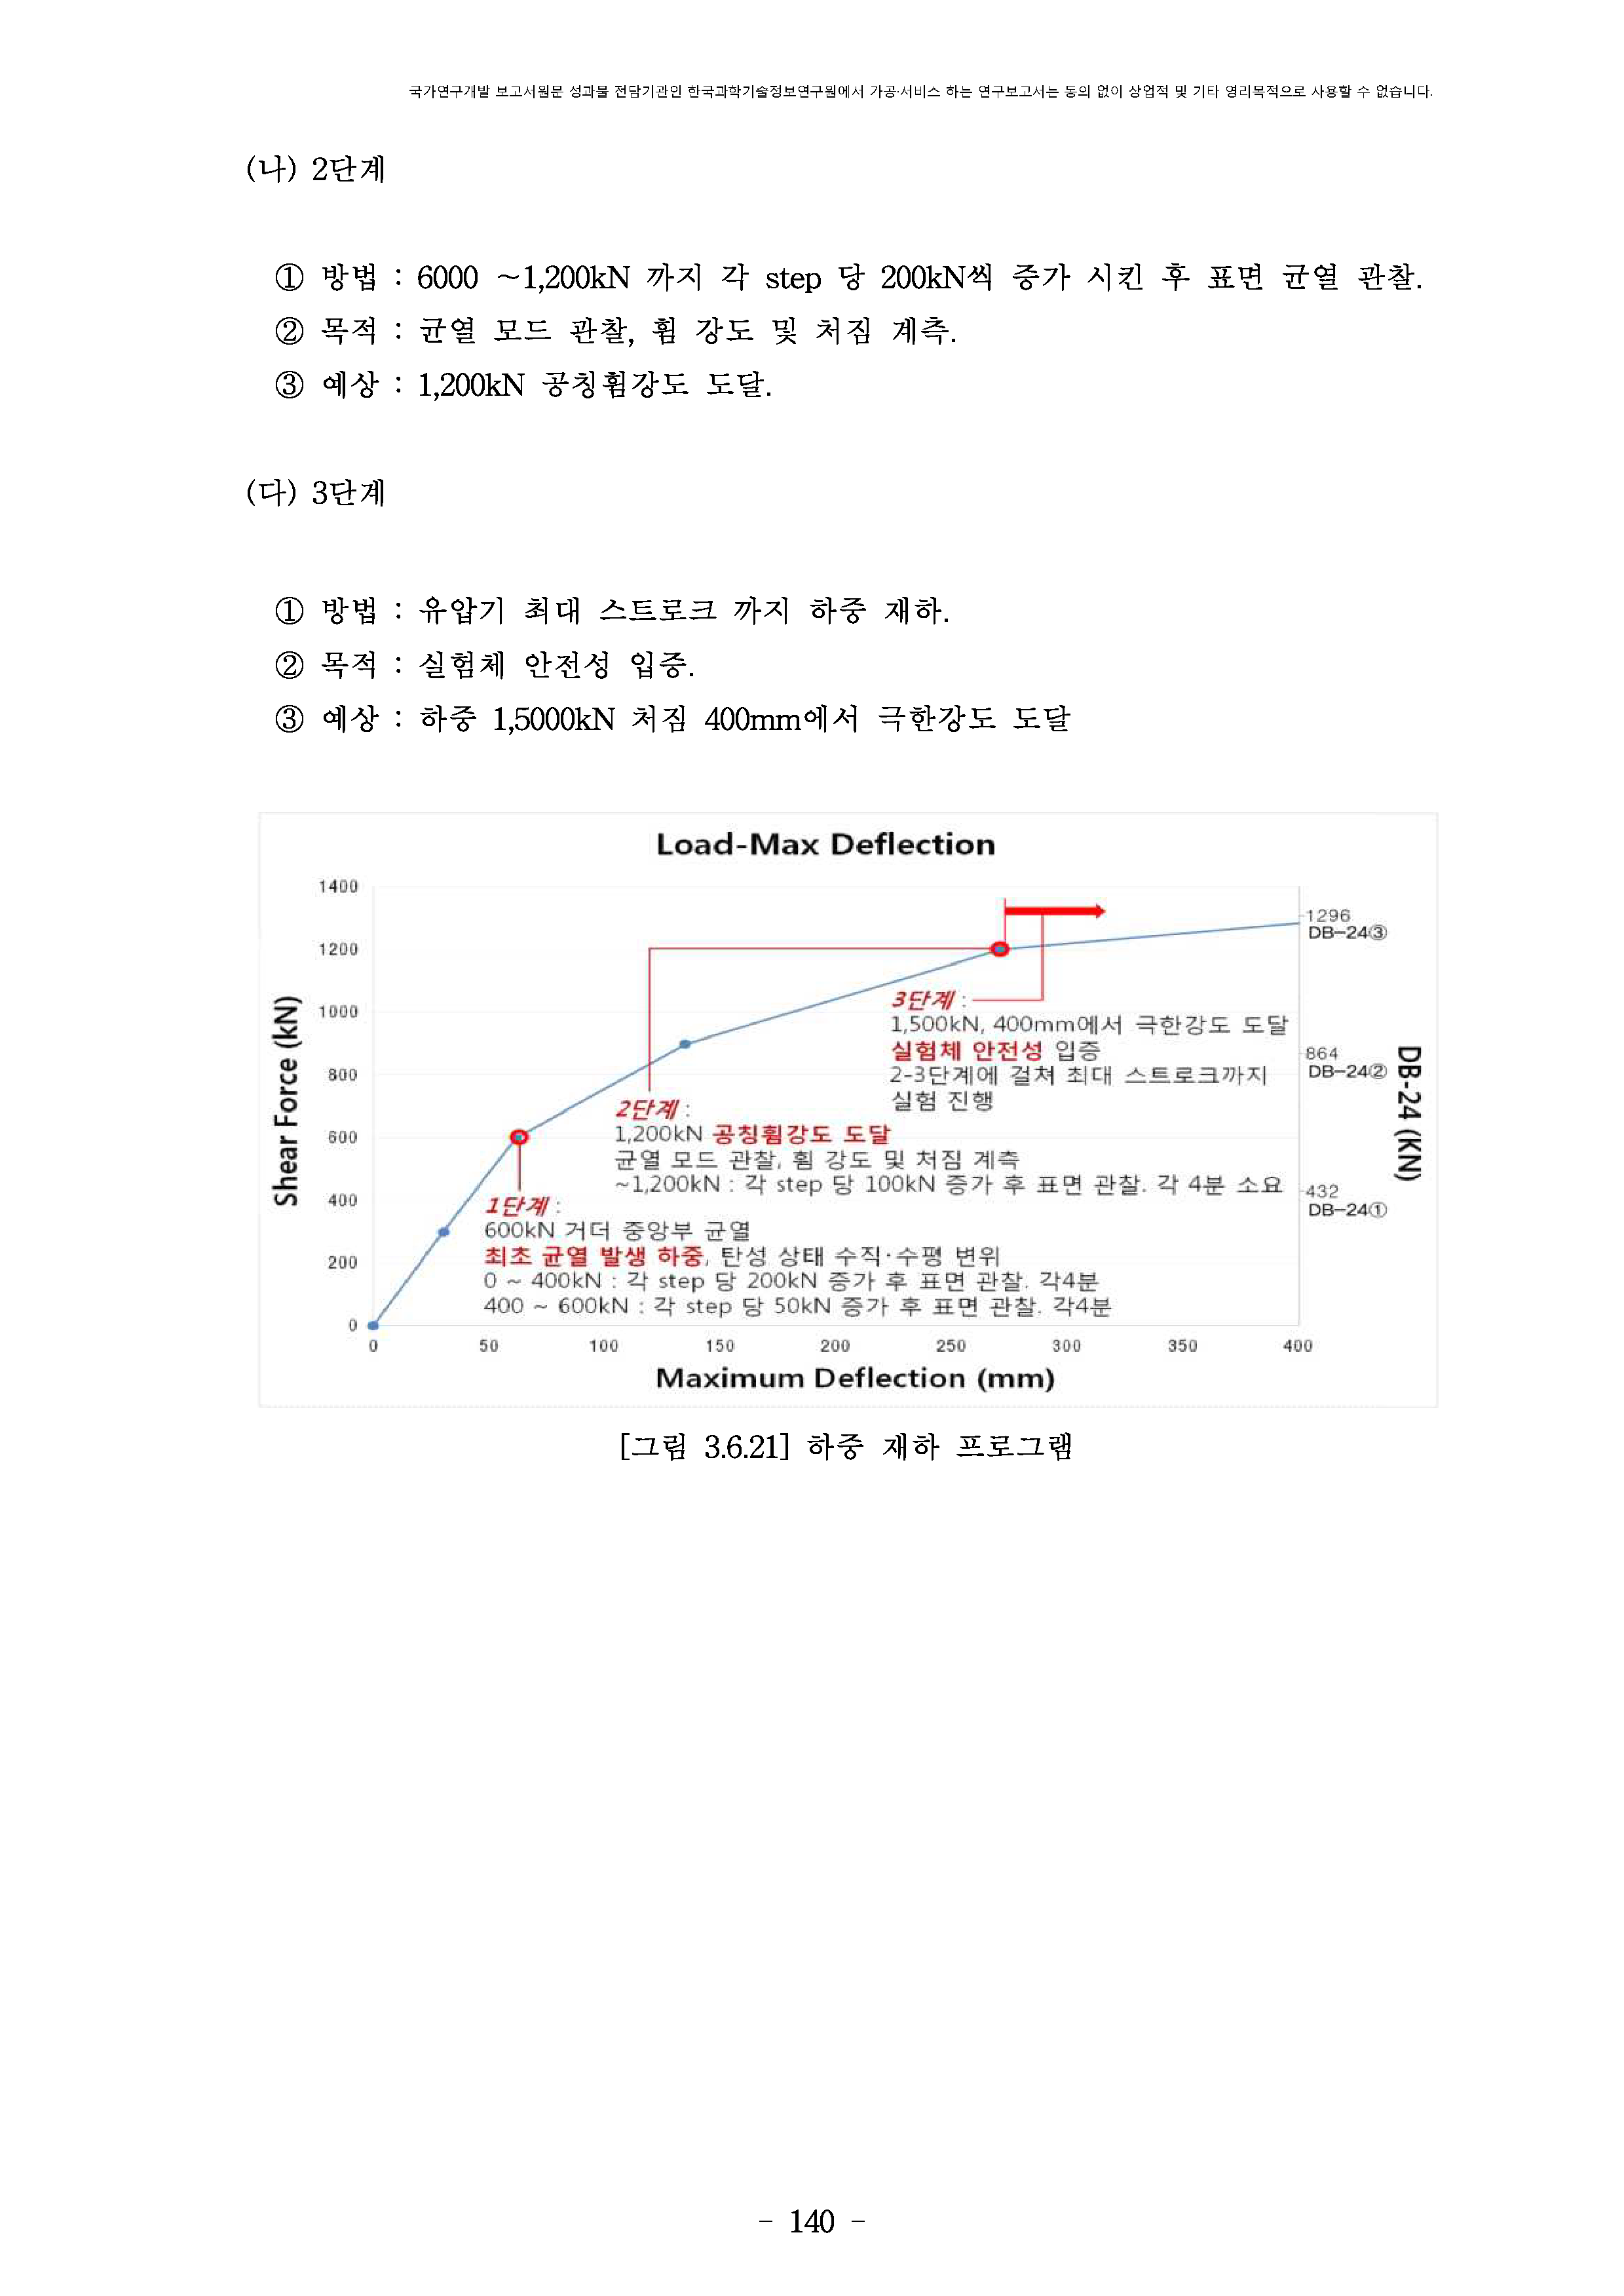 국가연구개발 보고서원문 성과물 전담기관인 한국과학기술정보연구원에서 가공·서비스 하는 연구보고서는 동의 없이 상업적 및 기타 영리목적으로 사용할 수 없습니다.
(나) 2단계
① 방법 : 6000 ~1,200kN 까지 각 step 당 200kN씩 증가 시킨 후 표면 균열 관찰.
② 목적 : 균열 모드 관찰, 휨 강도 및 처짐 계측.
③ 예상 : 1,200kN 공칭휨강도 도달.
(다) 3단계
① 방법 : 유압기 최대 스트로크 까지 하중 재하.
② 목적 : 실험체 안전성 입증.
③ 예상 : 하중 1,5000kN 처짐 400mm에서 극한강도 도달
Load-Max Deflection
Shear Force (kN)
1400
1200
1000
800
600
400
200
0
3단계 :
1,500kN, 400mm에서 극한강도 도달
실험체 안전성 입증
2-3단계에 걸쳐 최대 스트로크까지
실험 진행
2단계 :
1,200kN 공칭휨강도 도달
균열 모드 관찰, 휨 강도 및 처짐 계측
~1,200kN : 각 step 당 100kN 증가 후 표면 관찰. 각 4분 소요
1단계 :
600kN 거더 중앙부 균열
최초 균열 발생 하중, 탄성 상태 수직·수평 변위
0 ~ 400kN : 각 step 당 200kN 증가 후 표면 관찰. 각4분
400 ~ 600kN : 각 step 당 50kN 증가 후 표면 관찰. 각4분
1296
DB-24③
864
DB-24②
432
DB-24①
DB-24 (KN)
0 50 100 150 200 250 300 350 400
Maximum Deflection (mm)
[그림 3.6.21] 하중 재하 프로그램
- 140 -